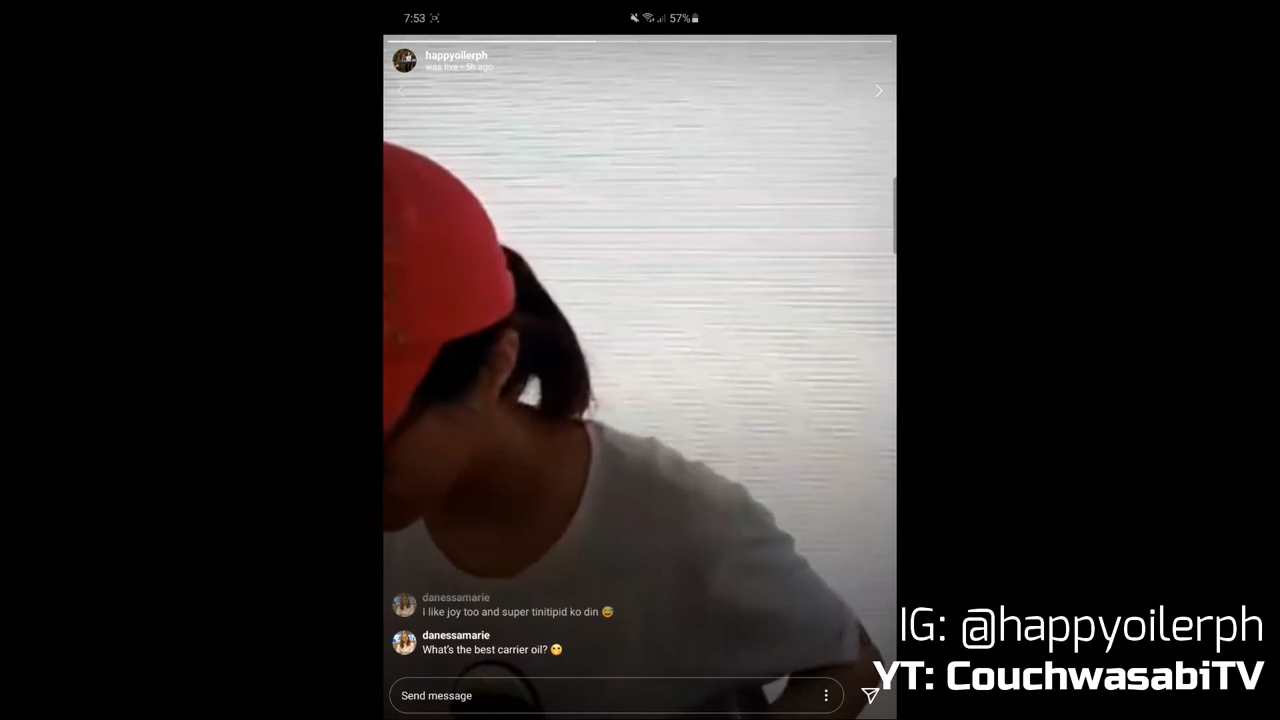 7:53
57%
happyoilerph
was live • 5h ago
danessamarie
I like joy too and super tinitipid ko din 😅
danessamarie
What's the best carrier oil? 😶
Send message
IG: @happyoilerph
YT: CouchwasabiTV